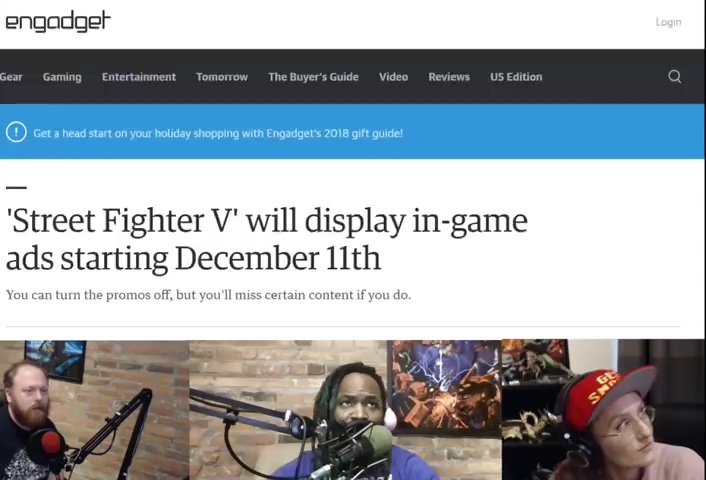 engadget
Login
Gear Gaming Entertainment Tomorrow The Buyer's Guide Video Reviews US Edition
Get a head start on your holiday shopping with Engadget's 2018 gift guide!
'Street Fighter V' will display in-game
ads starting December 11th
You can turn the promos off, but you'll miss certain content if you do.